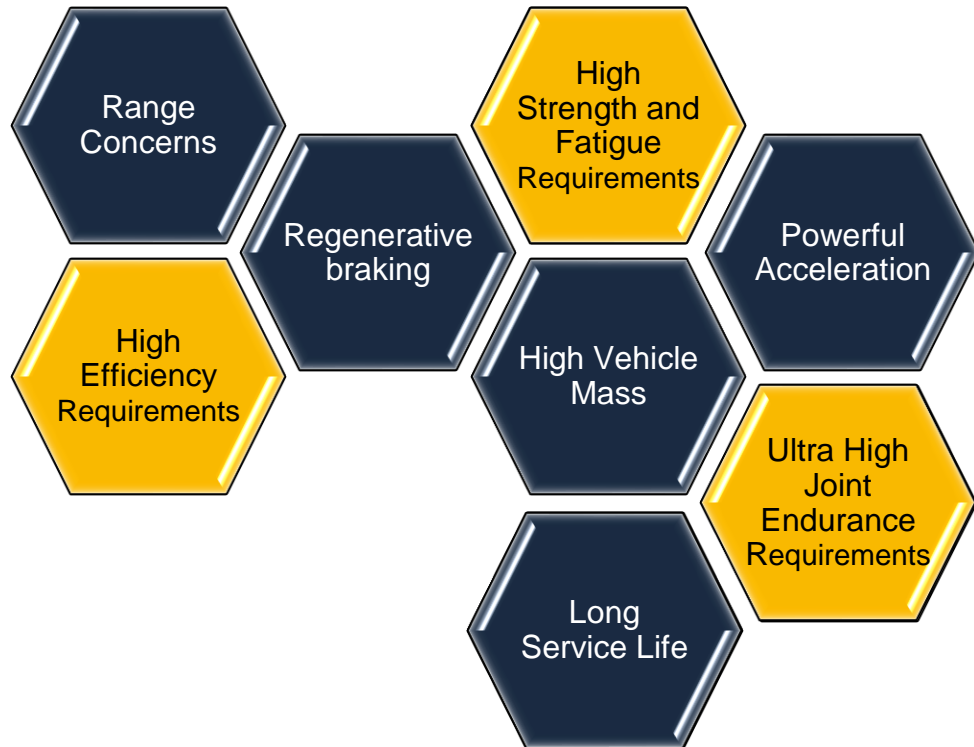 Range
Concerns
High
Efficiency
Requirements
Regenerative
braking
High
Strength and
Fatigue
Requirements
High Vehicle
Mass
Long
Service Life
Powerful
Acceleration
Ultra High
Joint
Endurance
Requirements